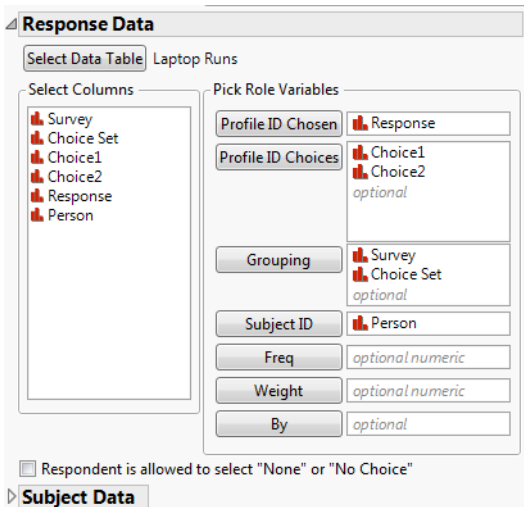 Response Data
Select Data Table Laptop Runs
Select Columns
Survey
Choice Set
Choice1
Choice2
Response
Person
Pick Role Variables
Profile ID Chosen Response
Profile ID Choices Choice1
Choice2
optional
Grouping Survey
Choice Set
optional
Subject ID Person
Freq optional numeric
Weight optional numeric
By optional
Respondent is allowed to select "None" or "No Choice"
Subject Data